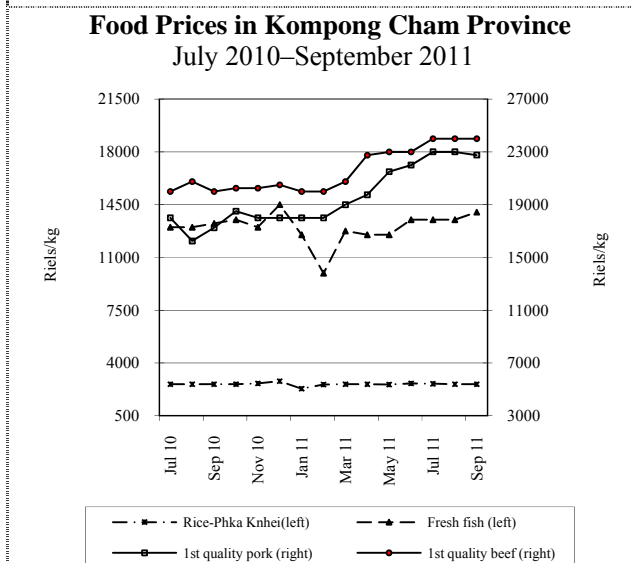 Food Prices in Kompong Cham Province
July 2010–September 2011
21500 27000
18000 23000
14500 19000
11000 15000
7500 11000
4000 7000
500 3000
Riels/kg
Riels/kg
Jul 10 Sep 10 Nov 10 Jan 11 Mar 11 May 11 Jul 11 Sep 11
Rice-Phka Knhei(left) Fresh fish (left)
1st quality pork (right) 1st quality beef (right)